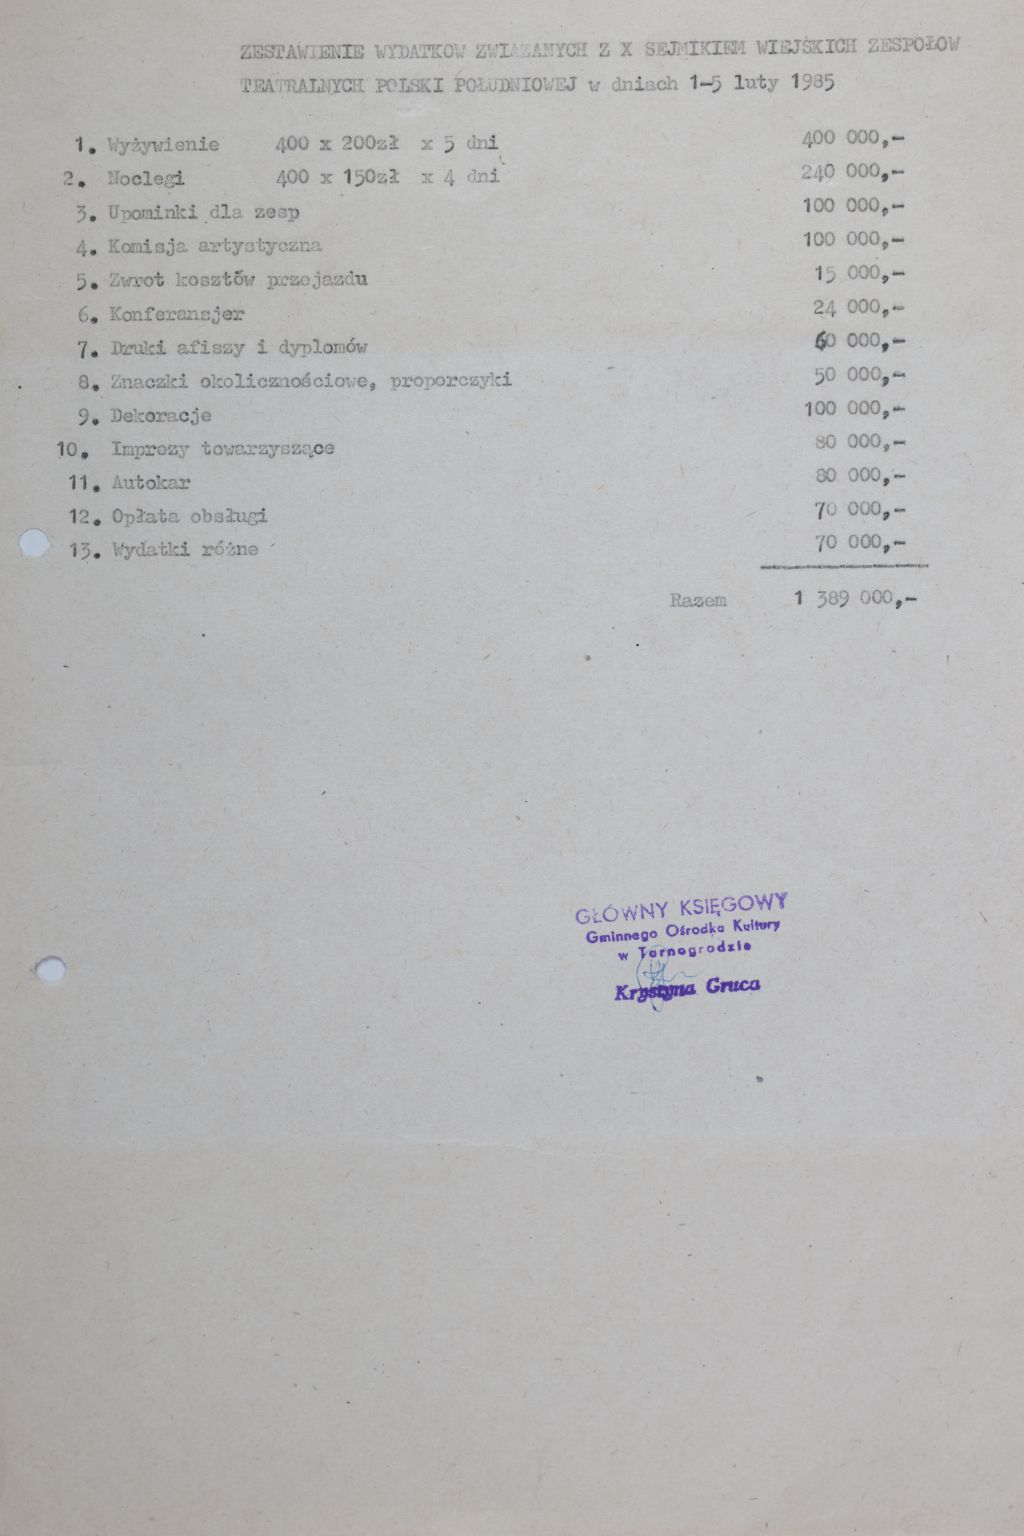 ZESTAWIENIE WYDATKOW ZWIAZANYCH Z X SEJMIKIEM WIEJSKICH ZESPOŁOW
TEATRALNYCH POLSKI POŁUDNIOWEJ w dniach 1-5 luty 1985
1. Wyżywienie 400 x 200zł x 5 dni 400 000,-
2. Noclegi 400 x 150zł x 4 dni 240 000,-
3. Upominki dla zesp 100 000,-
4. Komisja artystyczna 100 000,-
5. Zwrot kosztów przejazdu 15 000,-
6. Konferansjer 24 000,-
7. Druki afiszy i dyplomów 60 000,-
8. Znaczki okolicznościowe, proporczyki 50 000,-
9. Dekoracje 100 000,-
10. Imprezy towarzyszące 80 000,-
11. Autokar 80 000,-
12. Opłata obsługi 70 000,-
13. Wydatki różne 70 000,-
Razem 1 389 000,-
GŁÓWNY KSIĘGOWY
Gminnego Ośrodka Kultury
w Tarnogrodzie
Krystyna Gruca